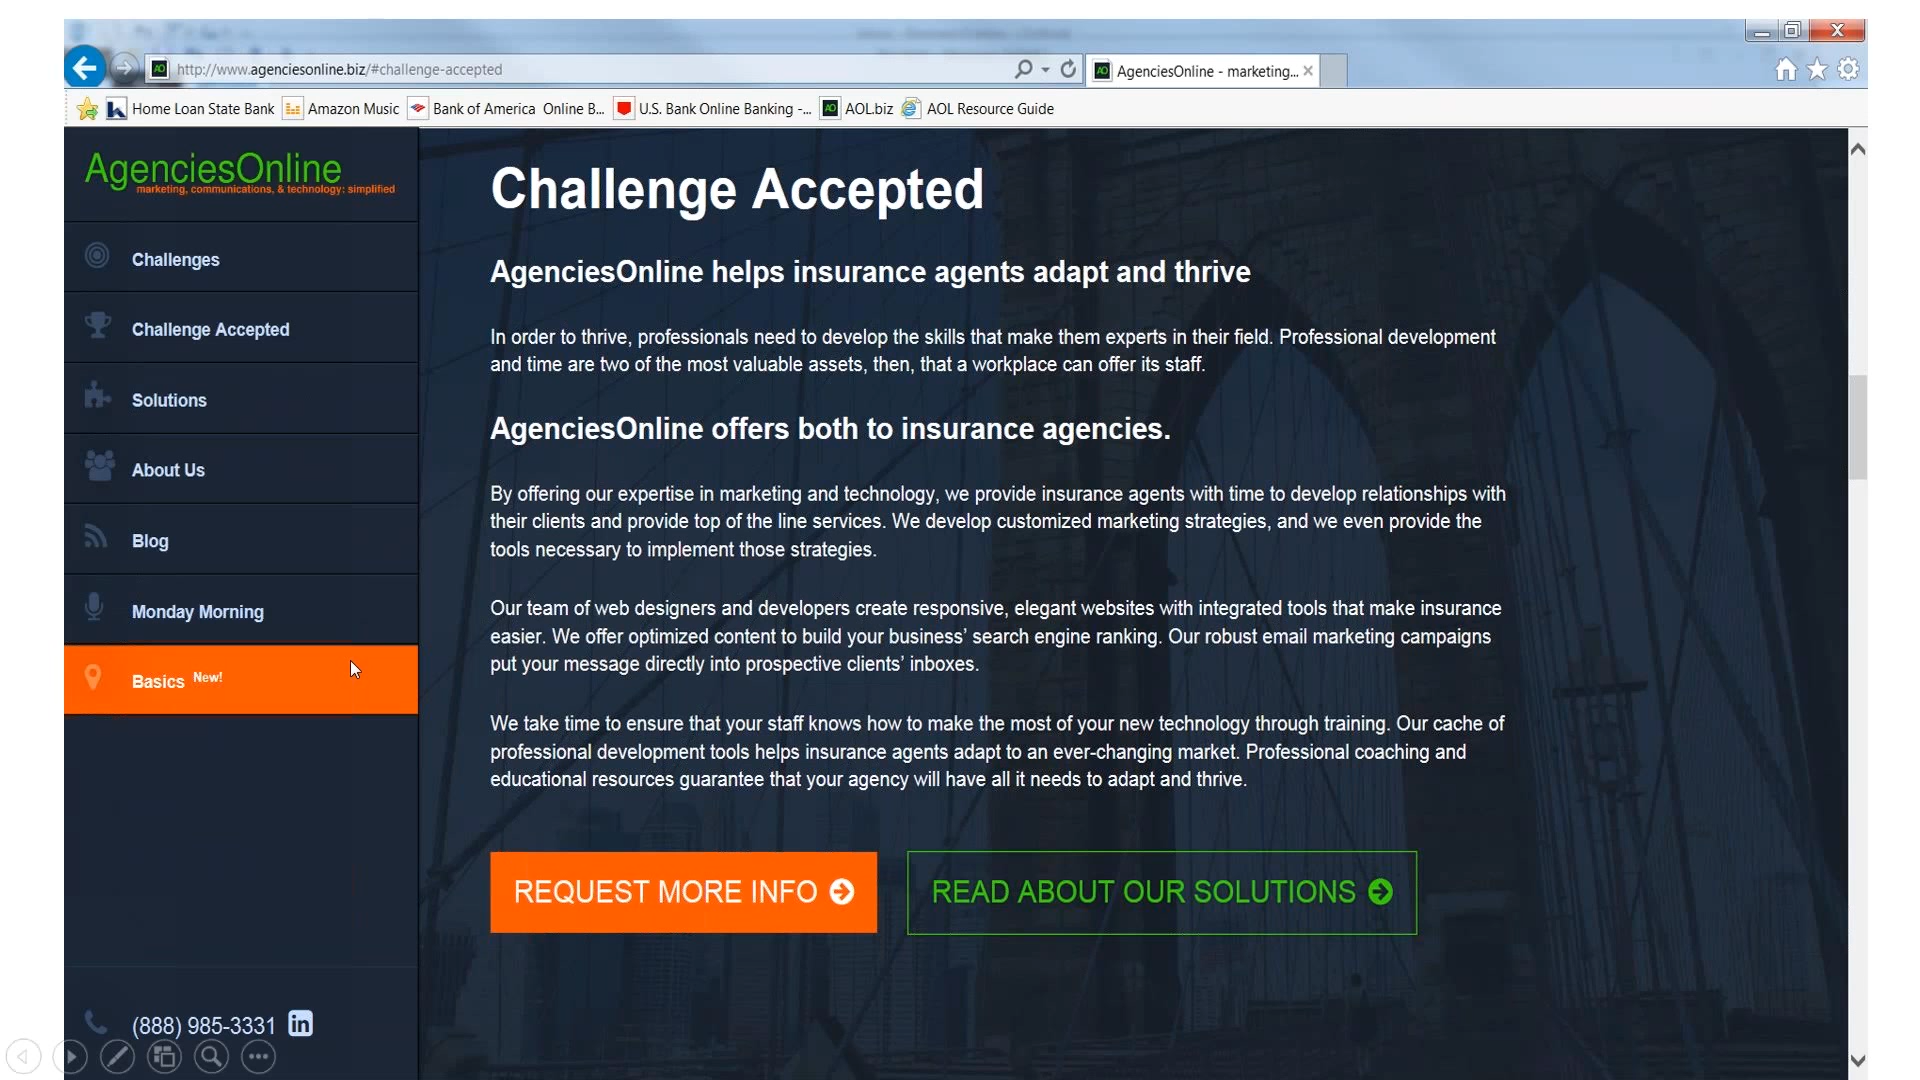 http://www.agenciesonline.biz/#challenge-accepted
AgenciesOnline - marketing...
Home Loan State Bank
Amazon Music
Bank of America Online B...
U.S. Bank Online Banking -...
AOL.biz
AOL Resource Guide
AgenciesOnline
marketing, communications, & technology: simplified
Challenges
Challenge Accepted
Solutions
About Us
Blog
Monday Morning
Basics New!
(888) 985-3331
in
Challenge Accepted
AgenciesOnline helps insurance agents adapt and thrive
In order to thrive, professionals need to develop the skills that make them experts in their field. Professional development
and time are two of the most valuable assets, then, that a workplace can offer its staff.
AgenciesOnline offers both to insurance agencies.
By offering our expertise in marketing and technology, we provide insurance agents with time to develop relationships with
their clients and provide top of the line services. We develop customized marketing strategies, and we even provide the
tools necessary to implement those strategies.
Our team of web designers and developers create responsive, elegant websites with integrated tools that make insurance
easier. We offer optimized content to build your business’ search engine ranking. Our robust email marketing campaigns
put your message directly into prospective clients’ inboxes.
We take time to ensure that your staff knows how to make the most of your new technology through training. Our cache of
professional development tools helps insurance agents adapt to an ever-changing market. Professional coaching and
educational resources guarantee that your agency will have all it needs to adapt and thrive.
REQUEST MORE INFO
READ ABOUT OUR SOLUTIONS